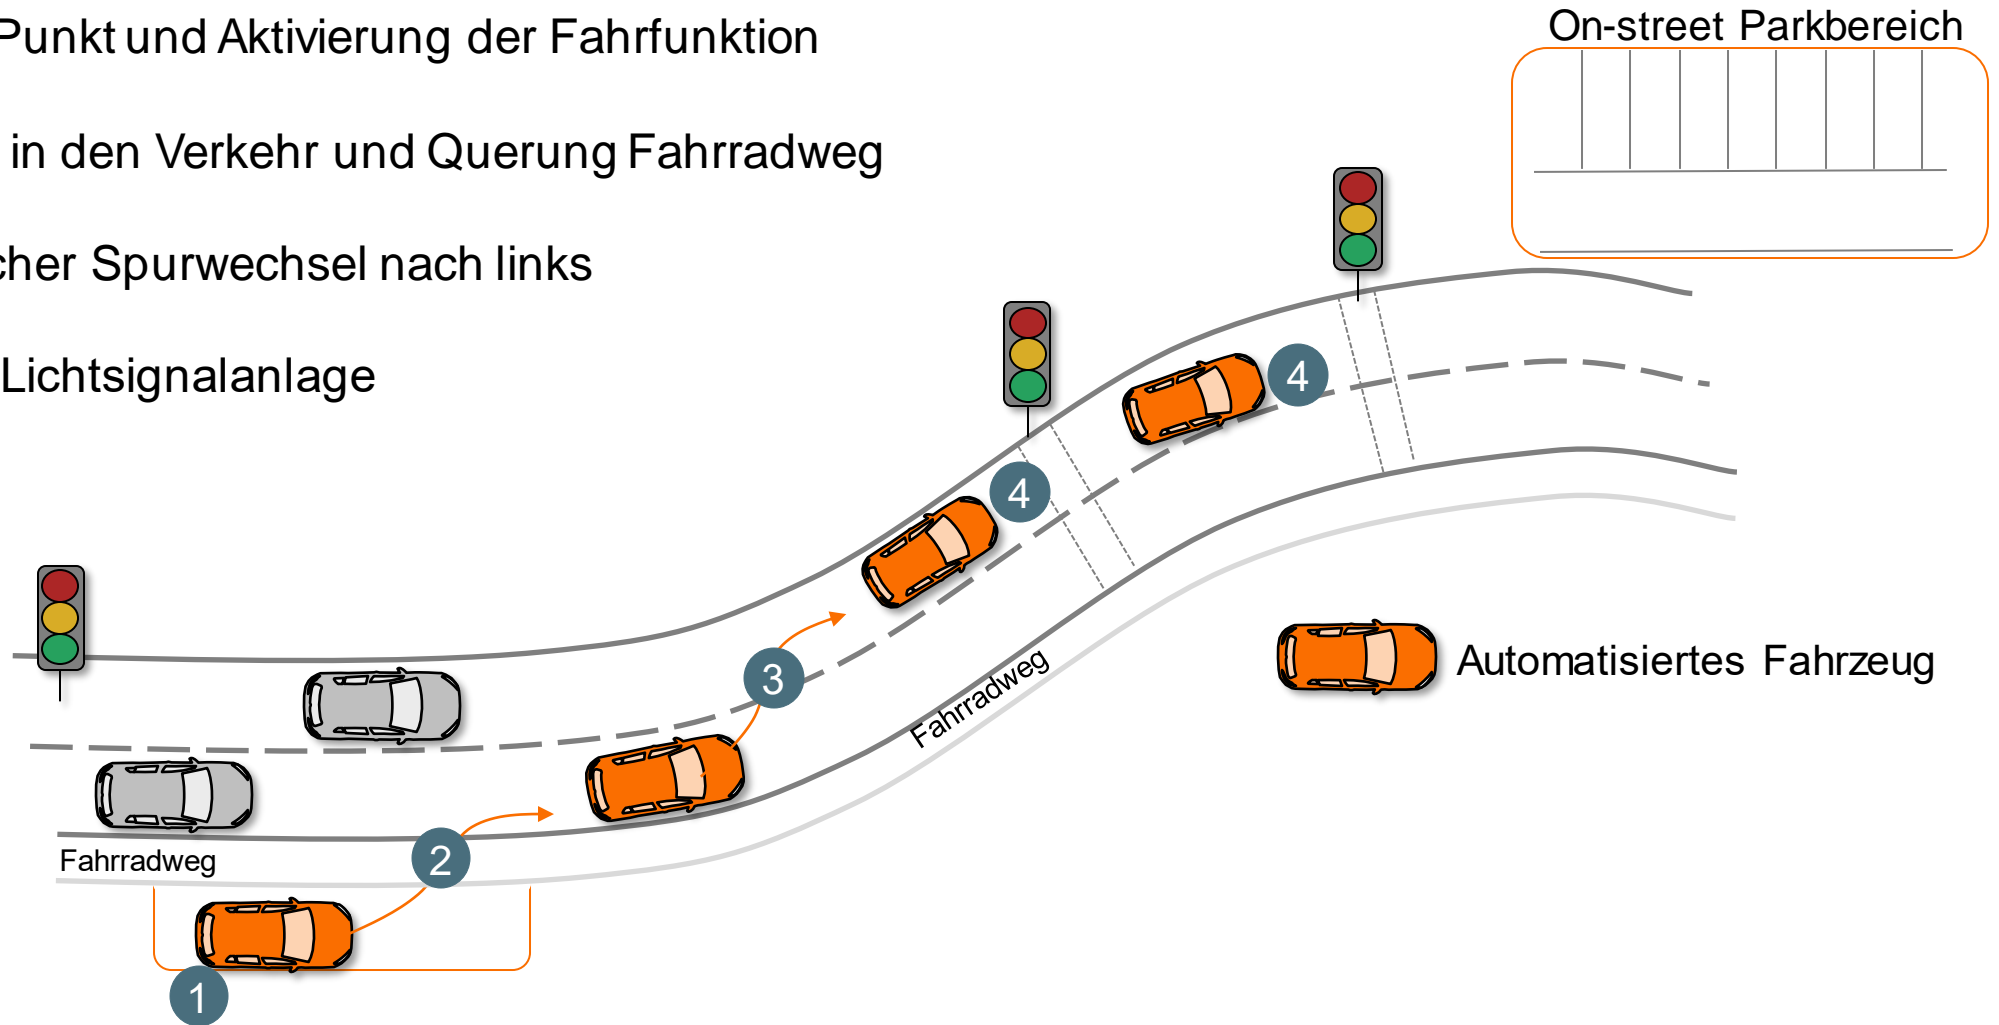 Punkt und Aktivierung der Fahrfunktion
in den Verkehr und Querung Fahrradweg
cher Spurwechsel nach links
Lichtsignalanlage
On-street Parkbereich
4
4
3
Fahrradweg
Automatisiertes Fahrzeug
2
Fahrradweg
1